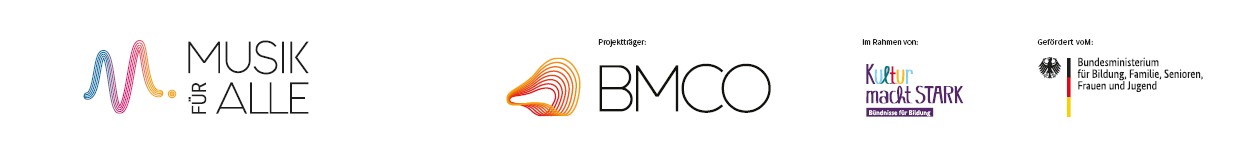 MUSIK
FÜR ALLE
Projektträger:
BMCO
Im Rahmen von:
Kultur
macht STARK
Bündnisse für Bildung
Gefördert voM:
Bundesministerium
für Bildung, Familie, Senioren,
Frauen und Jugend